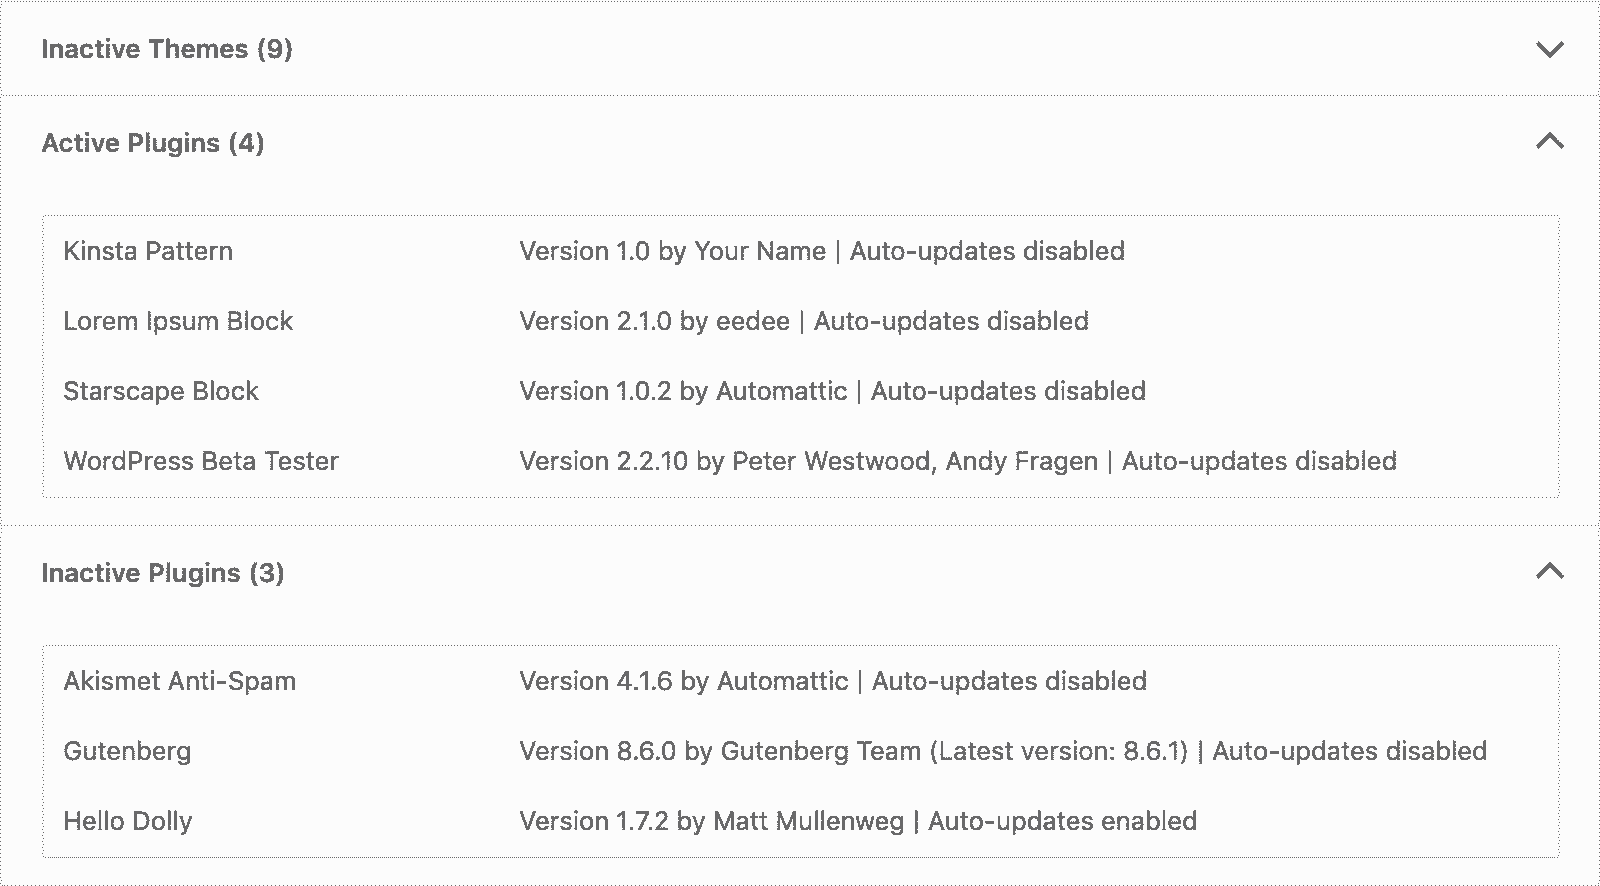 Inactive Themes (9)
Active Plugins (4)
Kinsta Pattern Version 1.0 by Your Name | Auto-updates disabled
Lorem Ipsum Block Version 2.1.0 by eedee | Auto-updates disabled
Starscape Block Version 1.0.2 by Automattic | Auto-updates disabled
WordPress Beta Tester Version 2.2.10 by Peter Westwood, Andy Fragen | Auto-updates disabled
Inactive Plugins (3)
Akismet Anti-Spam Version 4.1.6 by Automattic | Auto-updates disabled
Gutenberg Version 8.6.0 by Gutenberg Team (Latest version: 8.6.1) | Auto-updates disabled
Hello Dolly Version 1.7.2 by Matt Mullenweg | Auto-updates enabled